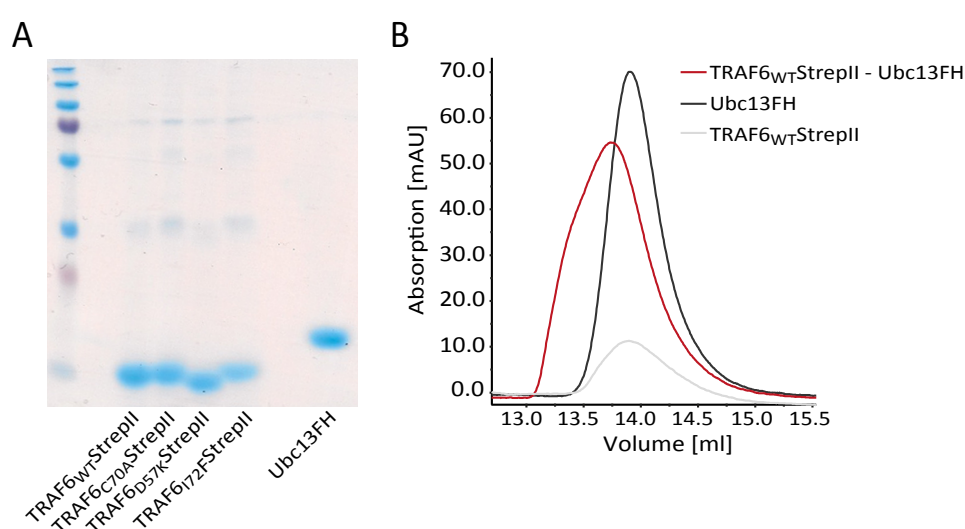 A
TRAF6WTStrepII
TRAF6C70AStrepII
TRAF6D57KStrepII
TRAF6I72FStrepII
Ubc13FH
B
TRAF6WTStrepII - Ubc13FH
Ubc13FH
TRAF6WTStrepII
Absorption [mAU]
70.0
60.0
50.0
40.0
30.0
20.0
10.0
0.0
13.0 13.5 14.0 14.5 15.0 15.5
Volume [ml]